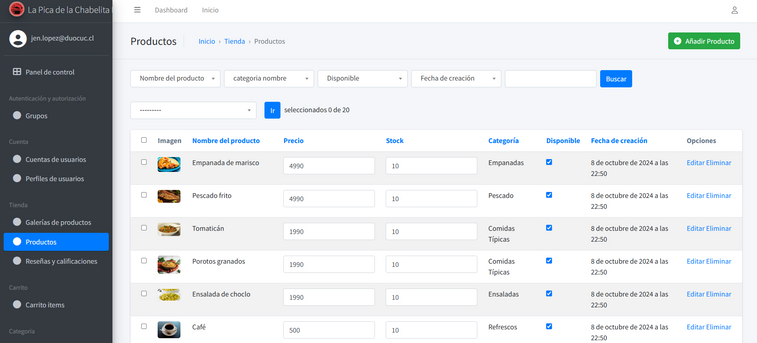 La Pica de la Chabelita
Dashboard
Inicio
jen.lopez@duocuc.cl
Panel de control
Autenticación y autorización
Grupos
Cuenta
Cuentas de usuarios
Perfiles de usuarios
Tienda
Galerías de productos
Productos
Reseñas y calificaciones
Carrito
Carrito items
Categoria
Productos
Inicio › Tienda › Productos
Añadir Producto
Nombre del producto
categoria nombre
Disponible
Fecha de creación
Buscar
---------
Ir
seleccionados 0 de 20
Imagen Nombre del producto Precio Stock Categoría Disponible Fecha de creación Opciones
Empanada de marisco 4990 10 Empanadas 8 de octubre de 2024 a las Editar Eliminar
22:50
Pescado frito 4990 10 Pescado 8 de octubre de 2024 a las Editar Eliminar
22:50
Tomaticán 1990 10 Comidas 8 de octubre de 2024 a las Editar Eliminar
Típicas 22:50
Porotos granados 1990 10 Comidas 8 de octubre de 2024 a las Editar Eliminar
Típicas 22:50
Ensalada de choclo 1990 10 Ensaladas 8 de octubre de 2024 a las Editar Eliminar
22:50
Café 500 10 Refrescos 8 de octubre de 2024 a las Editar Eliminar
22:50